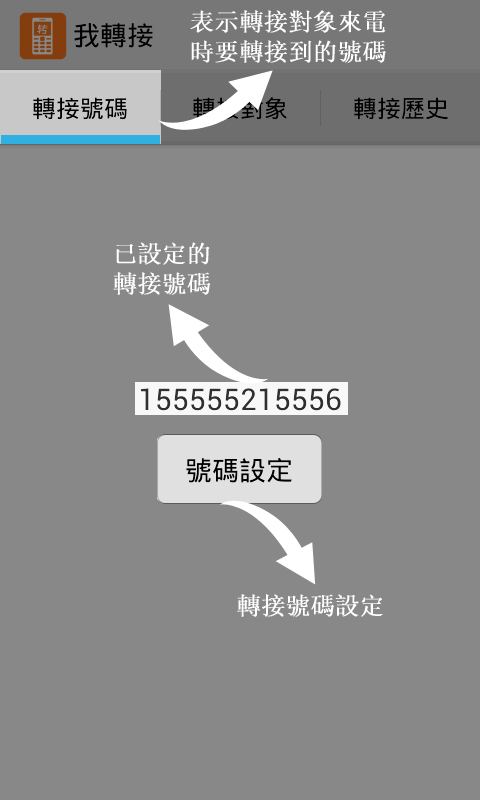 转
我轉接
表示轉接對象來電
時要轉接到的號碼
轉接號碼
轉接對象
轉接歷史
已設定的
轉接號碼
155555215556
號碼設定
轉接號碼設定